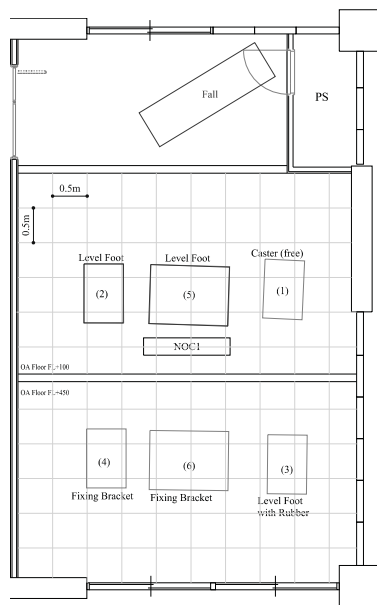 Fall
PS
0.5m
0.5m
Caster (free)
Level Foot
Level Foot
(2)
(5)
(1)
NOC1
OA Floor FL+100
OA Floor FL+450
(4)
(6)
(3)
Fixing Bracket
Fixing Bracket
Level Foot
with Rubber